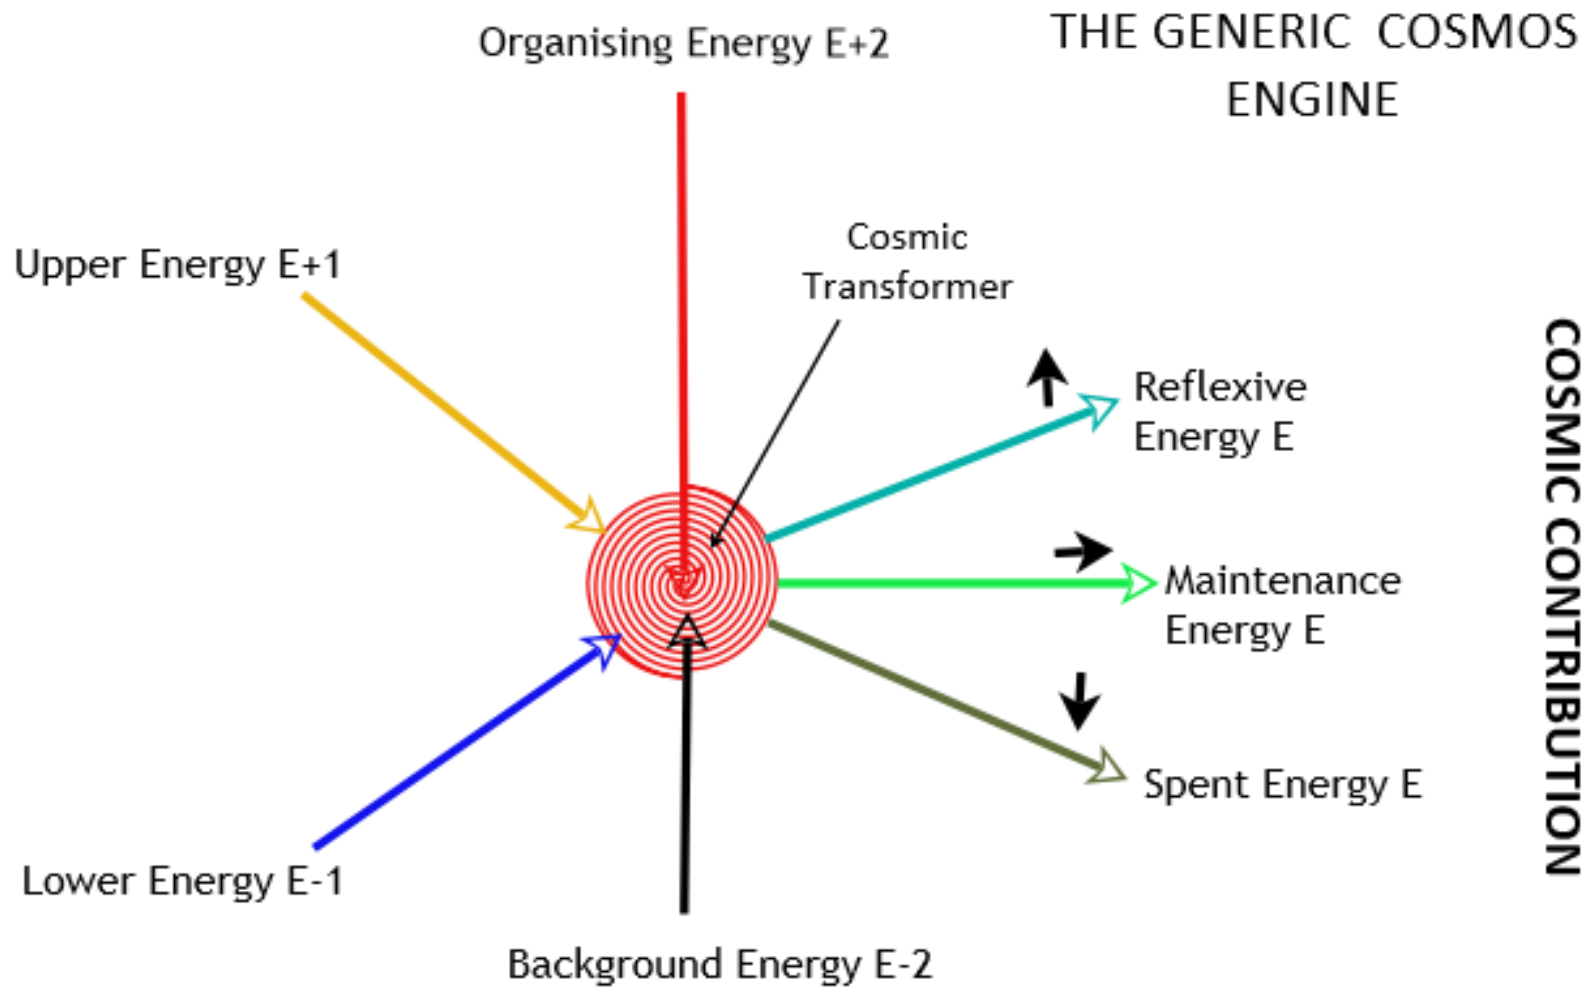 THE GENERIC COSMOS
ENGINE
Organising Energy E+2
Upper Energy E+1
Cosmic
Transformer
Reflexive
Energy E
Maintenance
Energy E
Spent Energy E
COSMIC CONTRIBUTION
Lower Energy E-1
Background Energy E-2